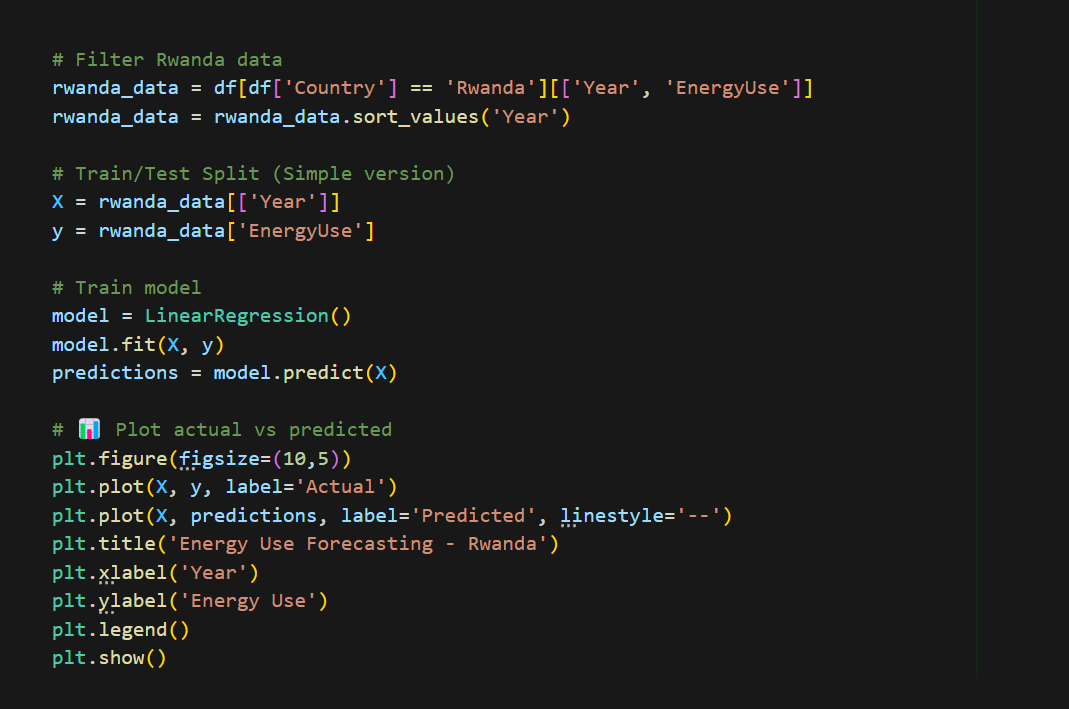 # Filter Rwanda data
rwanda_data = df[df['Country'] == 'Rwanda'][['Year', 'EnergyUse']]
rwanda_data = rwanda_data.sort_values('Year')
# Train/Test Split (Simple version)
X = rwanda_data[['Year']]
y = rwanda_data['EnergyUse']
# Train model
model = LinearRegression()
model.fit(X, y)
predictions = model.predict(X)
# 📊 Plot actual vs predicted
plt.figure(figsize=(10,5))
plt.plot(X, y, label='Actual')
plt.plot(X, predictions, label='Predicted', linestyle='--')
plt.title('Energy Use Forecasting - Rwanda')
plt.xlabel('Year')
plt.ylabel('Energy Use')
plt.legend()
plt.show()